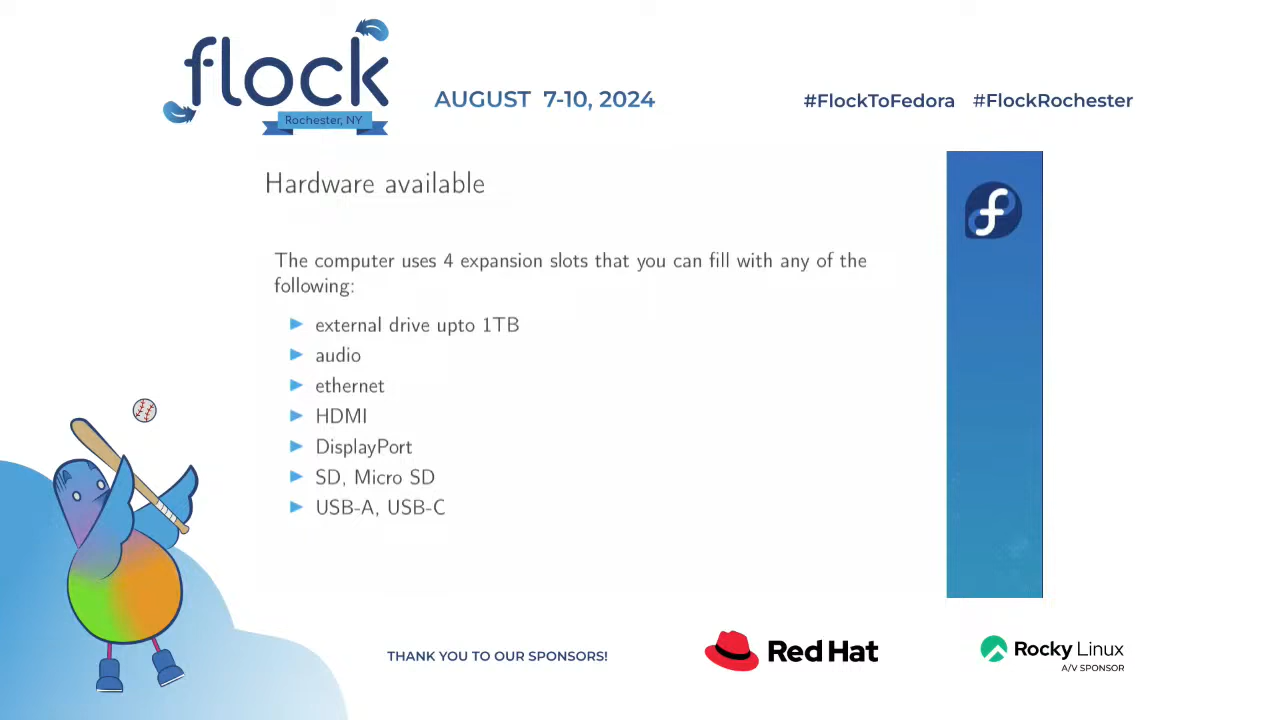 flock
Rochester, NY
AUGUST 7-10, 2024
#FlockToFedora #FlockRochester
Hardware available
The computer uses 4 expansion slots that you can fill with any of the
following:
external drive upto 1TB
audio
ethernet
HDMI
DisplayPort
SD, Micro SD
USB-A, USB-C
THANK YOU TO OUR SPONSORS!
Red Hat
Rocky Linux
A/V SPONSOR